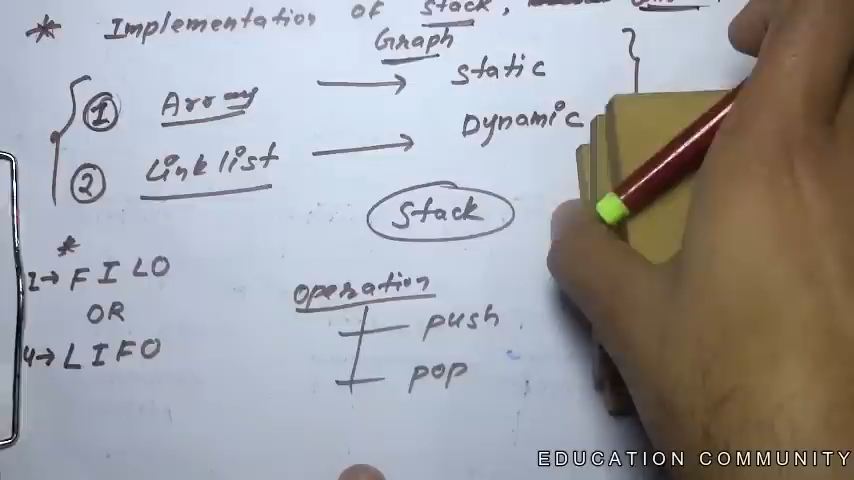 * Implementation of Stack,
Graph
1 Array → Static
2 Link list → Dynamic
Stack
*
1→ F I L O
OR
4→ L I F O
Operation
push
pop
EDUCATION COMMUNITY